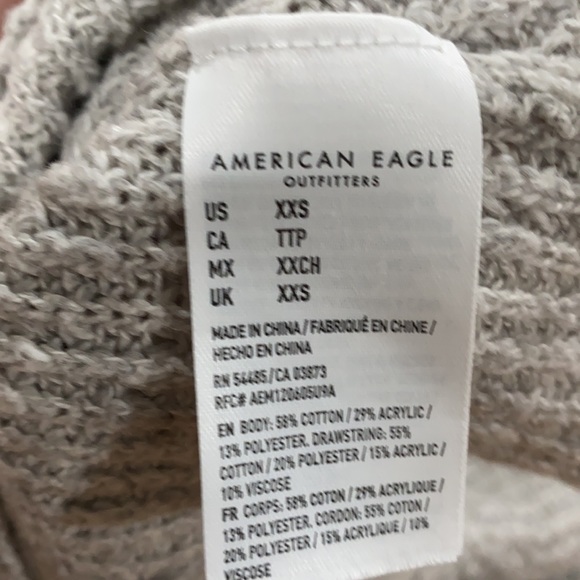 AMERICAN EAGLE
OUTFITTERS
US XXS
CA TTP
MX XXCH
UK XXS
MADE IN CHINA / FABRIQUÉ EN CHINE /
HECHO EN CHINA
RN 54485 / CA 03873
RFC# AEM120605U9A
EN BODY: 58% COTTON / 29% ACRYLIC /
13% POLYESTER. DRAWSTRING: 55%
COTTON / 20% POLYESTER / 15% ACRYLIC /
10% VISCOSE
FR CORPS: 58% COTON / 29% ACRYLIQUE /
13% POLYESTER. CORDON: 55% COTON /
20% POLYESTER / 15% ACRYLIQUE / 10%
VISCOSE